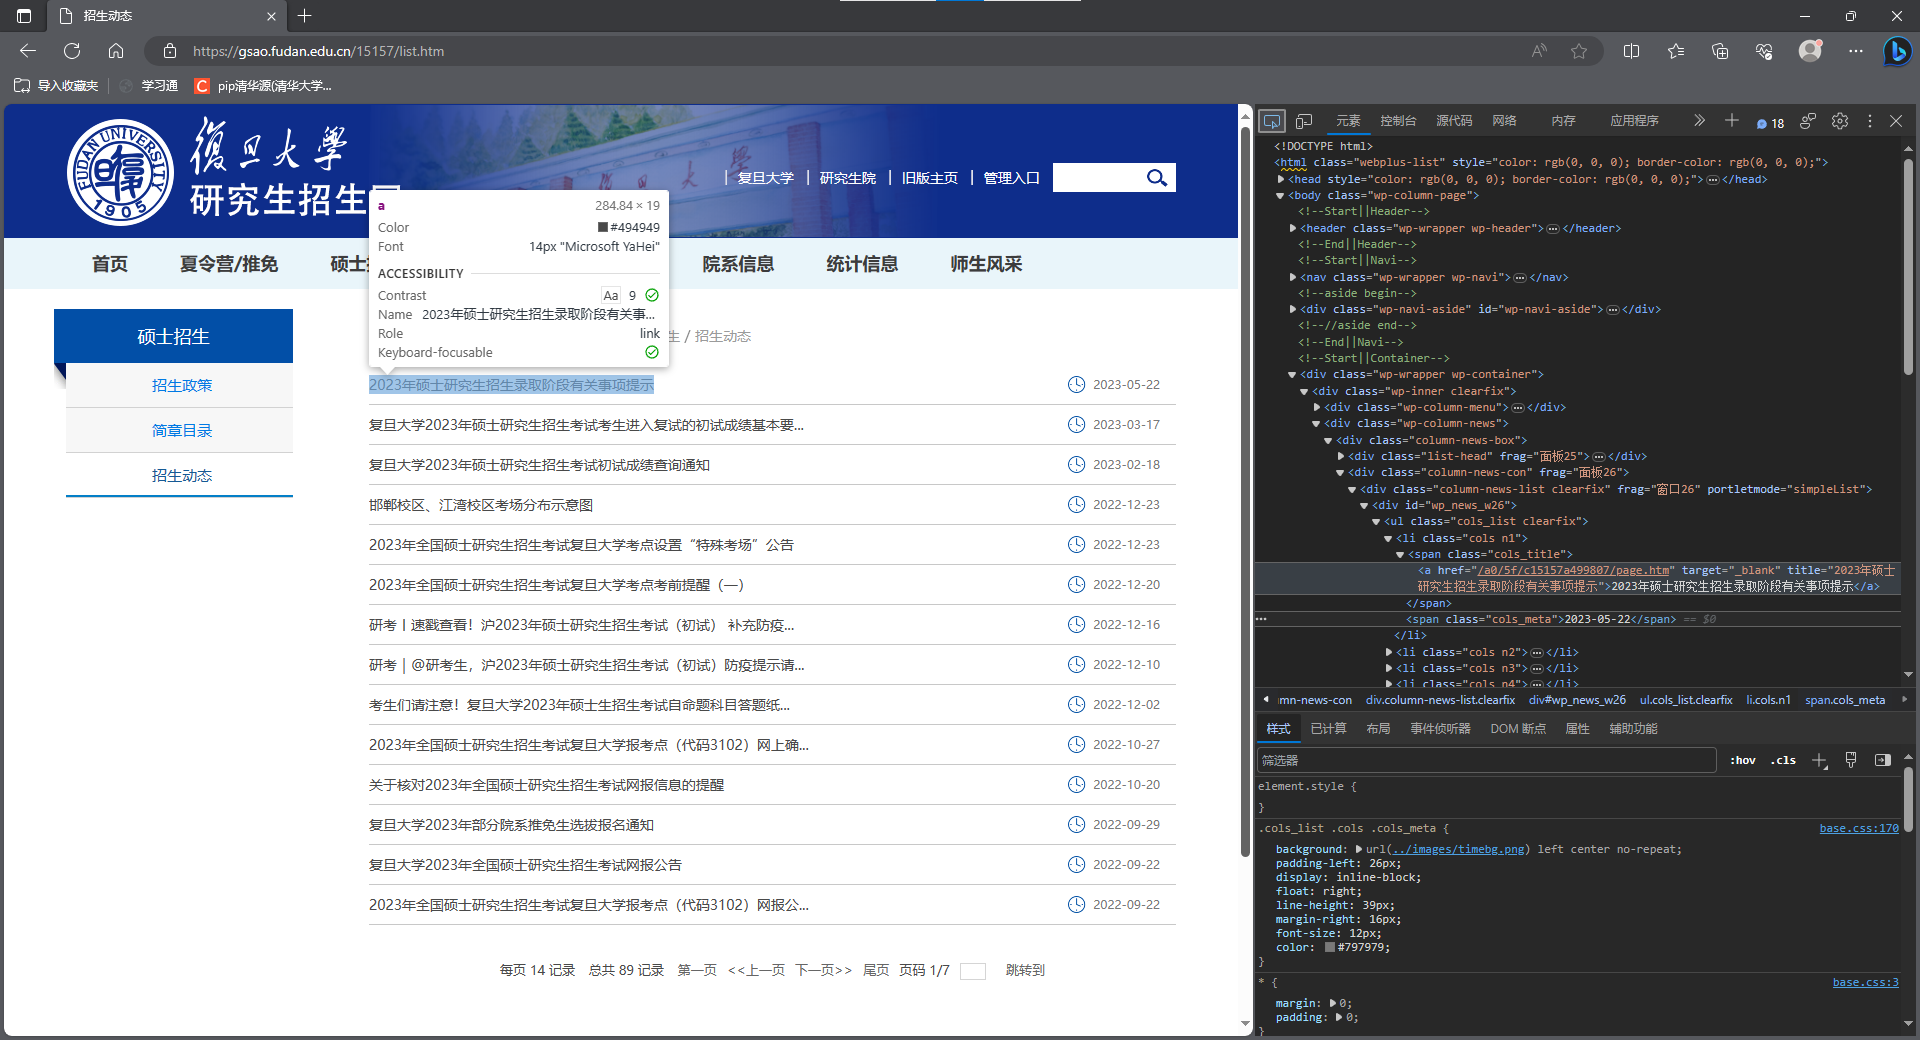 招生动态
https://gsao.fudan.edu.cn/15157/list.htm
导入收藏夹
学习通
pip清华源(清华大学...
FUDAN UNIVERSITY
1905
復旦大學
研究生招生
復旦大學 研究生院 旧版主页 管理入口
首页 夏令营/推免 硕士 院系信息 统计信息 师生风采
a 284.84 × 19
Color #494949
Font 14px "Microsoft YaHei"
ACCESSIBILITY
Contrast Aa 9
Name 2023年硕士研究生招生录取阶段有关事...
Role link
Keyboard-focusable
硕士招生
招生政策
简章目录
招生动态
生 / 招生动态
2023年硕士研究生招生录取阶段有关事项提示 2023-05-22
复旦大学2023年硕士研究生招生考试考生进入复试的初试成绩基本要... 2023-03-17
复旦大学2023年硕士研究生招生考试初试成绩查询通知 2023-02-18
邯郸校区、江湾校区考场分布示意图 2022-12-23
2023年全国硕士研究生招生考试复旦大学考点设置“特殊考场”公告 2022-12-23
2023年全国硕士研究生招生考试复旦大学考点考前提醒（一） 2022-12-20
研考丨速戳查看！沪2023年硕士研究生招生考试（初试） 补充防疫... 2022-12-16
研考｜@研考生，沪2023年硕士研究生招生考试（初试）防疫提示请... 2022-12-10
考生们请注意！复旦大学2023年硕士生招生考试自命题科目答题纸... 2022-12-02
2023年全国硕士研究生招生考试复旦大学报考点（代码3102）网上确... 2022-10-27
关于核对2023年全国硕士研究生招生考试网报信息的提醒 2022-10-20
复旦大学2023年部分院系推免生选拔报名通知 2022-09-29
复旦大学2023年全国硕士研究生招生考试网报公告 2022-09-22
2023年全国硕士研究生招生考试复旦大学报考点（代码3102）网报公... 2022-09-22
每页 14 记录 总共 89 记录 第一页 <<上一页 下一页>> 尾页 页码 1/7 跳转到
元素 控制台 源代码 网络 内存 应用程序 18
<!DOCTYPE html>
<html class="webplus-list" style="color: rgb(0, 0, 0); border-color: rgb(0, 0, 0);">
<head style="color: rgb(0, 0, 0); border-color: rgb(0, 0, 0);">…</head>
<body class="wp-column-page">
<!--Start||Header-->
<header class="wp-wrapper wp-header">…</header>
<!--End||Header-->
<!--Start||Navi-->
<nav class="wp-wrapper wp-navi">…</nav>
<!--aside begin-->
<div class="wp-navi-aside" id="wp-navi-aside">…</div>
<!--//aside end-->
<!--End||Navi-->
<!--Start||Container-->
<div class="wp-wrapper wp-container">
<div class="wp-inner clearfix">
<div class="wp-column-menu">…</div>
<div class="wp-column-news">
<div class="column-news-box">
<div class="list-head" frag="面板25">…</div>
<div class="column-news-con" frag="面板26">
<div class="column-news-list clearfix" frag="窗口26" portletmode="simpleList">
<div id="wp_news_w26">
<ul class="cols_list clearfix">
<li class="cols n1">
<span class="cols_title">
<a href="/a0/5f/c15157a499807/page.htm" target="_blank" title="2023年硕士
研究生招生录取阶段有关事项提示">2023年硕士研究生招生录取阶段有关事项提示</a>
</span>
<span class="cols_meta">2023-05-22</span> == $0
</li>
<li class="cols n2">…</li>
<li class="cols n3">…</li>
<li class="cols n4">…</li>
mn-news-con div.column-news-list.clearfix div#wp_news_w26 ul.cols_list.clearfix li.cols.n1 span.cols_meta
样式 已计算 布局 事件侦听器 DOM 断点 属性 辅助功能
筛选器 :hov .cls
element.style {
}
.cols_list .cols .cols_meta { base.css:170
background: url(../images/timebg.png) left center no-repeat;
padding-left: 26px;
display: inline-block;
float: right;
line-height: 39px;
margin-right: 16px;
font-size: 12px;
color: #797979;
}
* { base.css:3
margin: 0;
padding: 0;
}